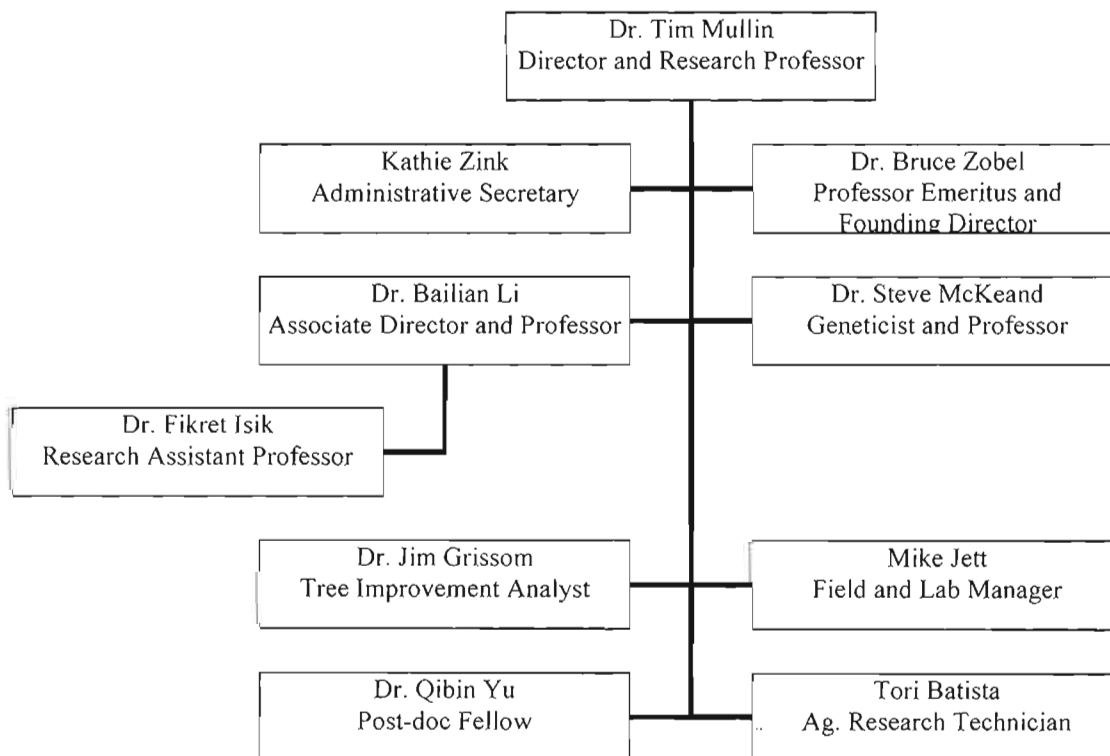 Dr. Tim Mullin
Director and Research Professor
Kathie Zink
Administrative Secretary
Dr. Bruce Zobel
Professor Emeritus and
Founding Director
Dr. Bailian Li
Associate Director and Professor
Dr. Steve McKeand
Geneticist and Professor
Dr. Fikret Isik
Research Assistant Professor
Dr. Jim Grissom
Tree Improvement Analyst
Mike Jett
Field and Lab Manager
Dr. Qibin Yu
Post-doc Fellow
Tori Batista
Ag. Research Technician